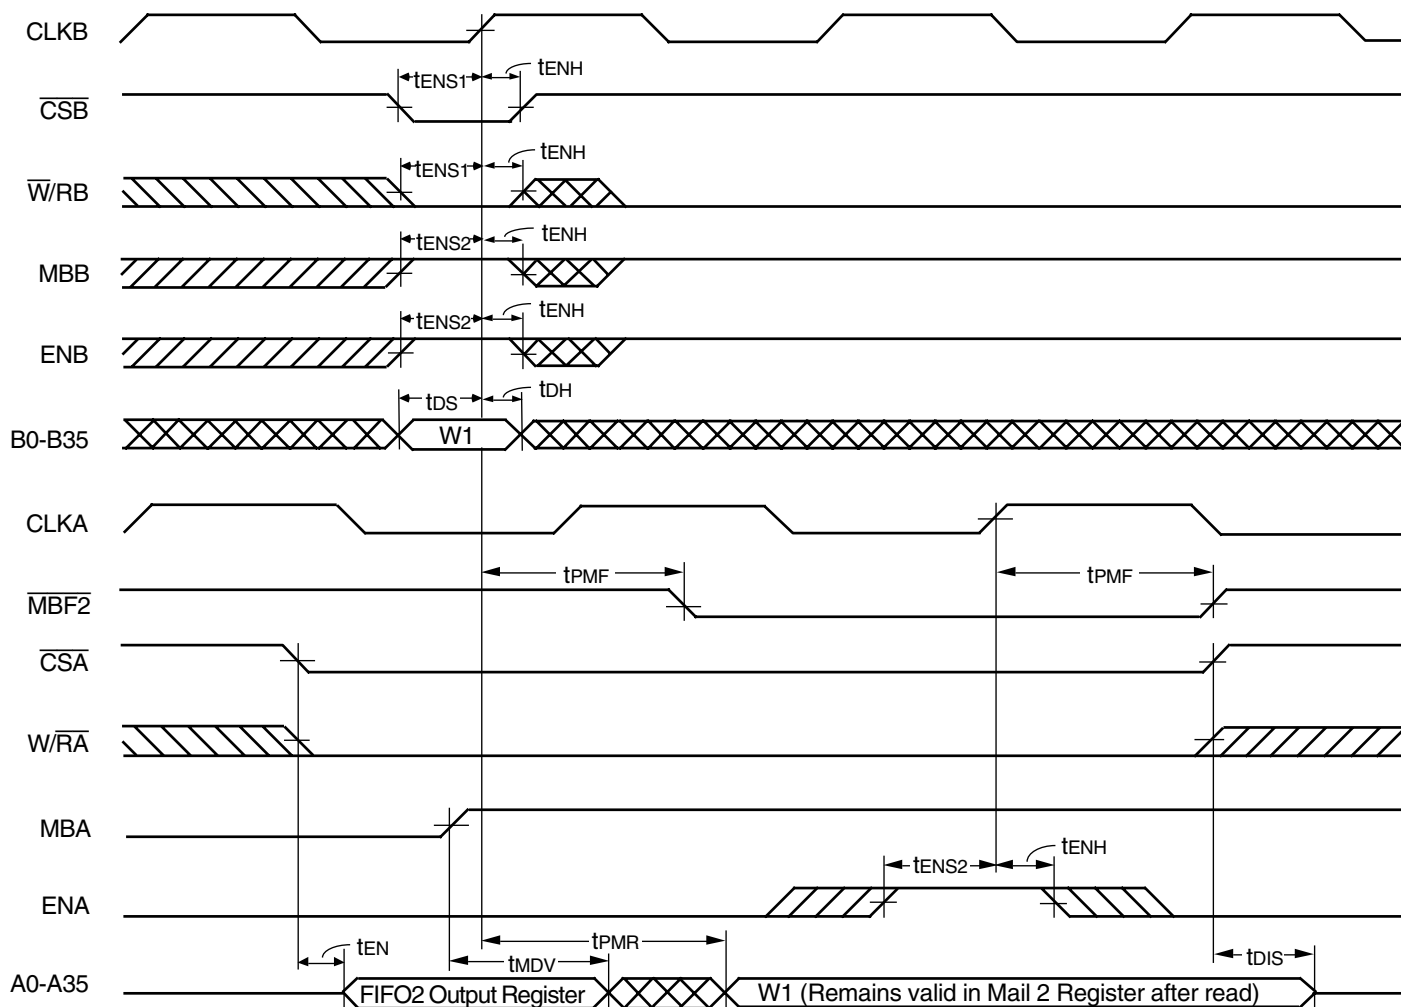 CLKB
tENS1
tENH
CSB
tENS1
tENH
W/RB
tENS2
tENH
MBB
tENS2
tENH
ENB
tDS
tDH
B0-B35
W1
CLKA
tPMF
tPMF
MBF2
CSA
W/RA
MBA
tENS2
tENH
ENA
tEN
tPMR
tMDV
tDIS
A0-A35
FIFO2 Output Register
W1 (Remains valid in Mail 2 Register after read)